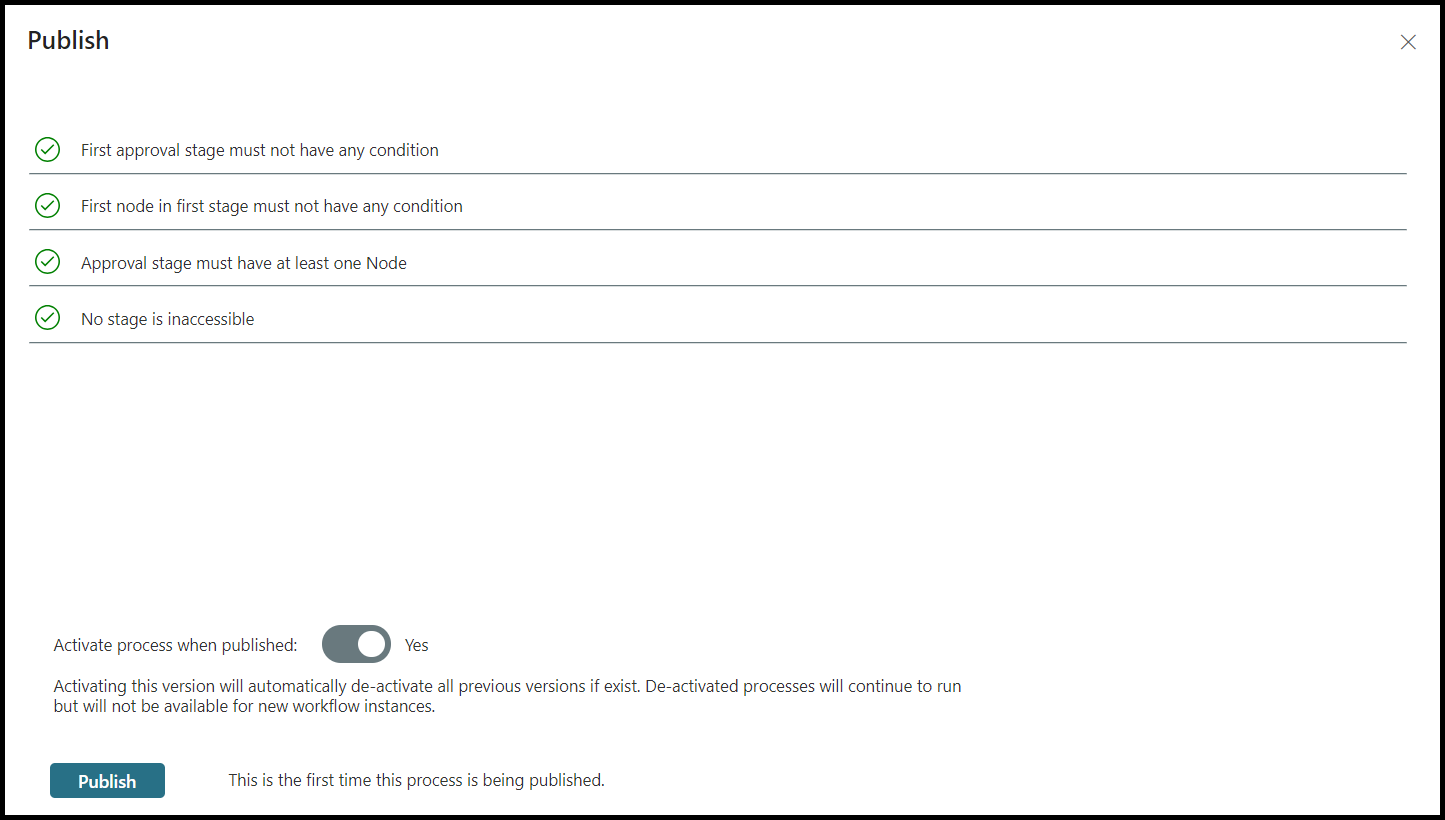 Publish
First approval stage must not have any condition
First node in first stage must not have any condition
Approval stage must have at least one Node
No stage is inaccessible
Activate process when published: Yes
Activating this version will automatically de-activate all previous versions if exist. De-activated processes will continue to run
but will not be available for new workflow instances.
Publish This is the first time this process is being published.